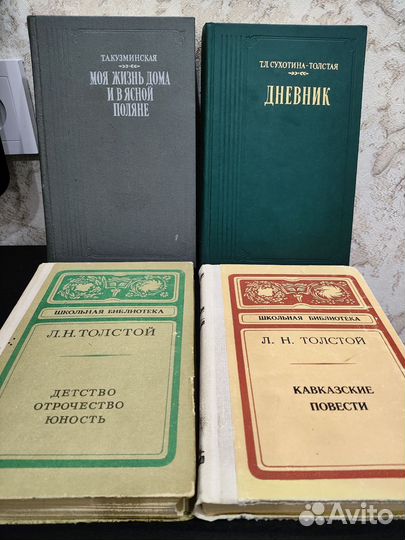 Т.А.КУЗМИНСКАЯ
МОЯ ЖИЗНЬ ДОМА
И В ЯСНОЙ
ПОЛЯНЕ
Т.Л. СУХОТИНА-ТОЛСТАЯ
ДНЕВНИК
ШКОЛЬНАЯ БИБЛИОТЕКА
Л.Н.ТОЛСТОЙ
ДЕТСТВО
ОТРОЧЕСТВО
ЮНОСТЬ
ШКОЛЬНАЯ БИБЛИОТЕКА
Л. Н. ТОЛСТОЙ
КАВКАЗСКИЕ
ПОВЕСТИ
Avito